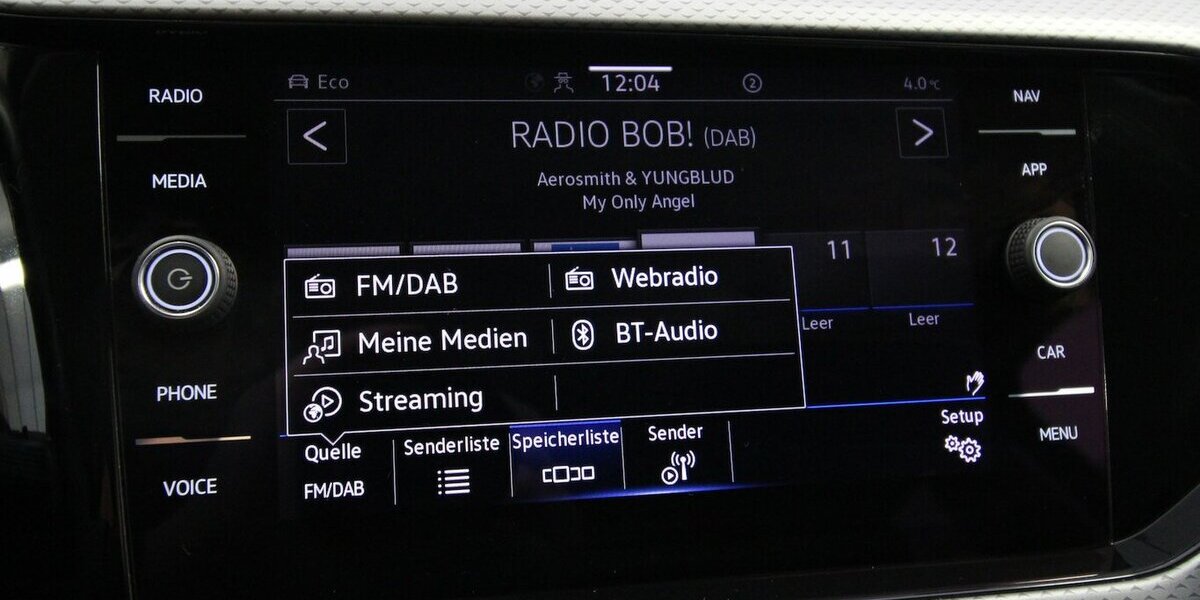 RADIO
MEDIA
PHONE
VOICE
Eco
12:04
2
4.0 °C
RADIO BOB! (DAB)
Aerosmith & YUNGBLUD
My Only Angel
11
12
Leer
Leer
FM/DAB
Webradio
Meine Medien
BT-Audio
Streaming
Quelle
FM/DAB
Senderliste
Speicherliste
Sender
Setup
NAV
APP
CAR
MENU